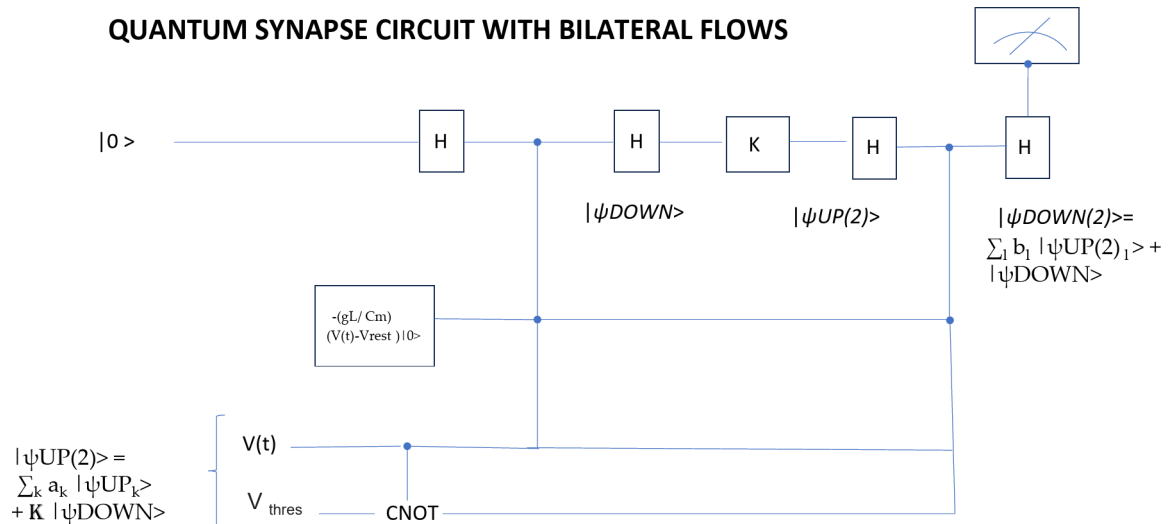 QUANTUM SYNAPSE CIRCUIT WITH BILATERAL FLOWS
|0 >
H
H
K
H
H
|ψDOWN>
|ψUP(2)>
|ψDOWN(2)>=
∑ₗ bₗ |ψUP(2)ₗ> +
|ψDOWN>
-(gL/ Cm)
(V(t)-Vrest )|0>
V(t)
V thres
CNOT
|ψUP(2)> =
∑ₖ aₖ |ψUPₖ>
+ K |ψDOWN>